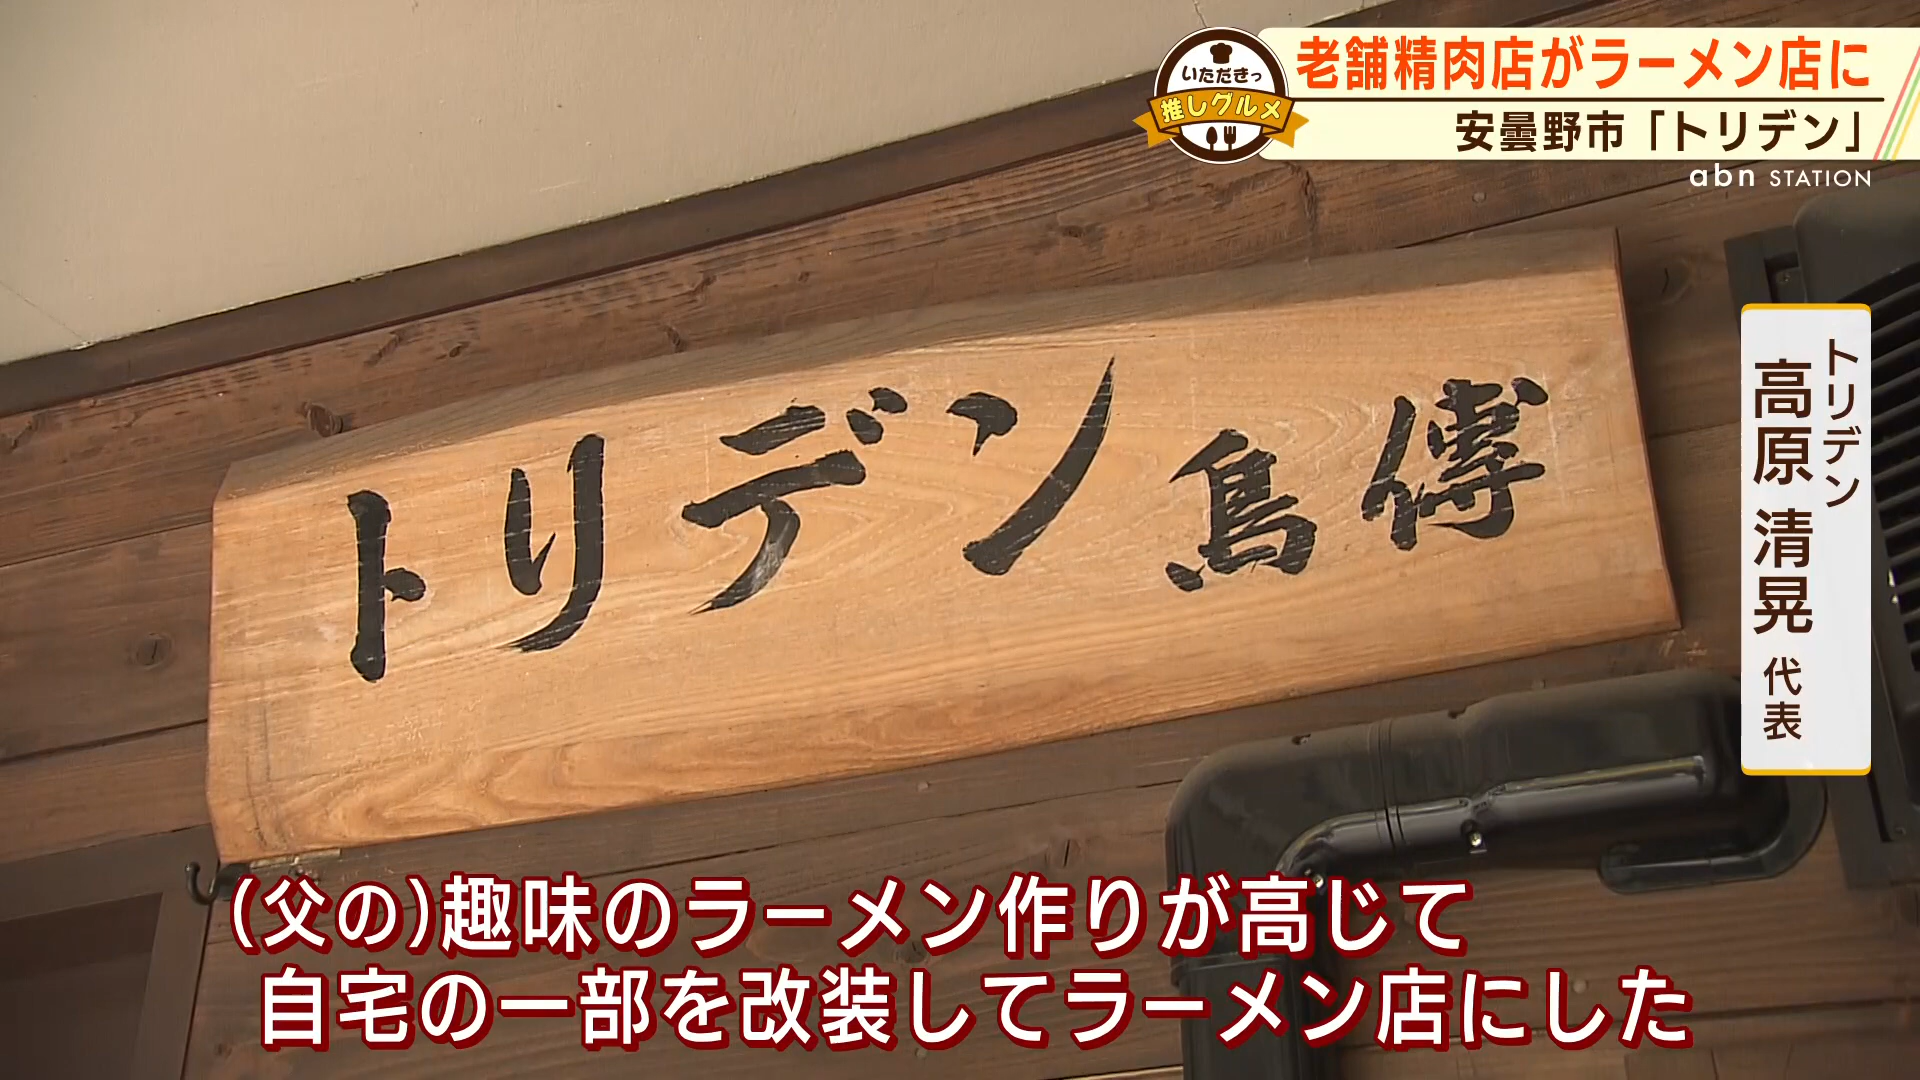 いただきっ
推しグルメ
老舗精肉店がラーメン店に
安曇野市「トリデン」
abn STATION
トリデン 鳥傳
トリデン
高原 清晃 代表
(父の)趣味のラーメン作りが高じて
自宅の一部を改装してラーメン店にした